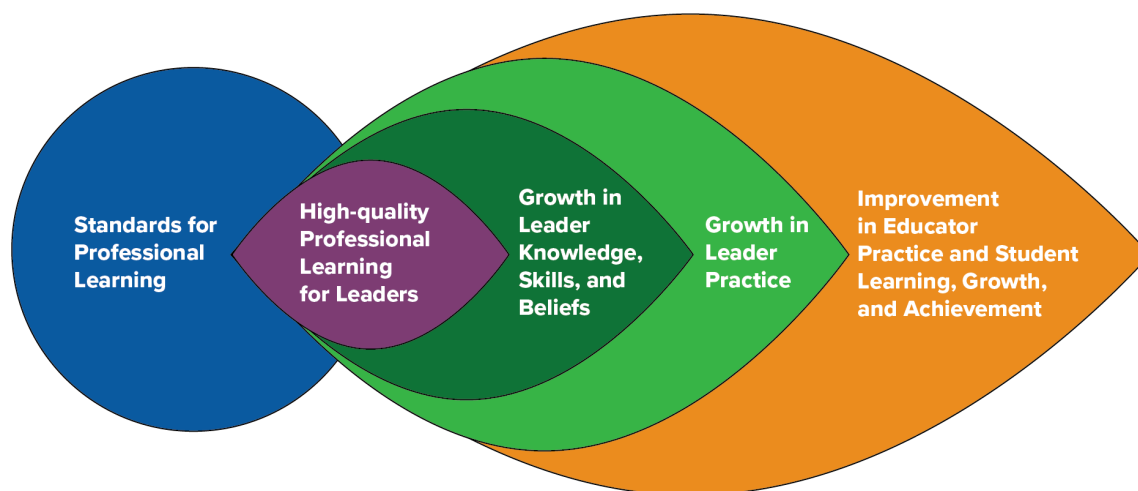 Standards for
Professional
Learning
High-quality
Professional
Learning
for Leaders
Growth in
Leader
Knowledge,
Skills, and
Beliefs
Growth in
Leader
Practice
Improvement
in Educator
Practice and Student
Learning, Growth,
and Achievement